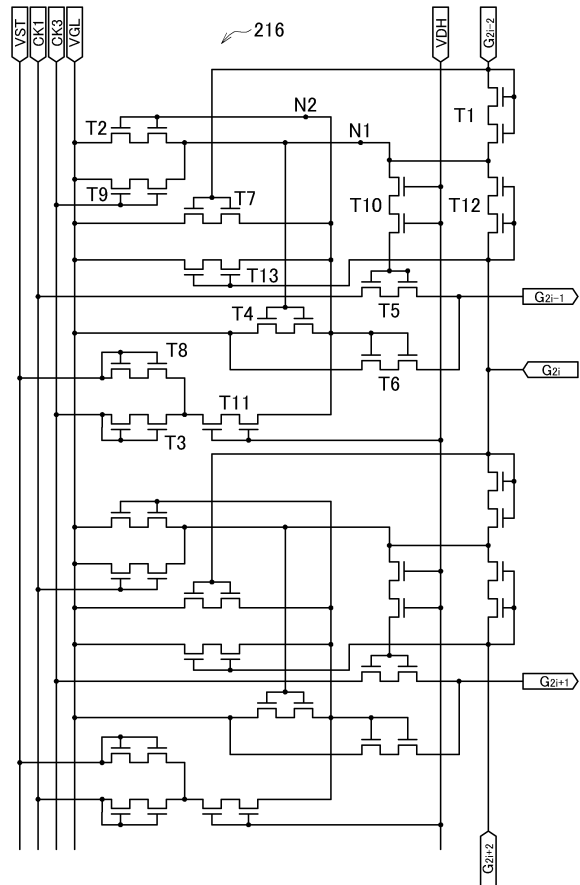 VST
CK1
CK3
VGL
216
VDH
G2i-2
T1
T2
N2
N1
T9
T7
T10
T12
T13
T5
G2i-1
T4
T8
T6
G2i
T11
T3
G2i+1
G2i+2